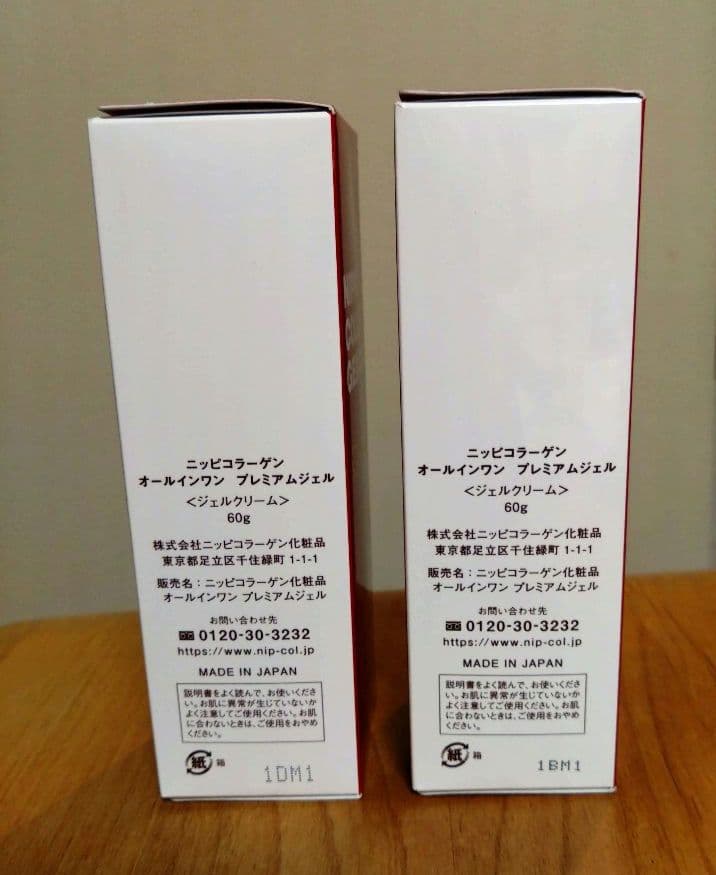 ニッピコラーゲン
オールインワン プレミアムジェル
＜ジェルクリーム＞
60g
株式会社ニッピコラーゲン化粧品
東京都足立区千住緑町 1-1-1
販売名：ニッピコラーゲン化粧品
オールインワン プレミアムジェル
お問い合わせ先
0120-30-3232
https://www.nip-col.jp
MADE IN JAPAN
説明書をよく読んで、お使いくださ
い。お肌に異常が生じていないか
よく注意してご使用ください。お肌
に合わないときは、ご使用をおやめ
ください。
紙 箱
1DM1
ニッピコラーゲン
オールインワン プレミアムジェル
＜ジェルクリーム＞
60g
株式会社ニッピコラーゲン化粧品
東京都足立区千住緑町 1-1-1
販売名：ニッピコラーゲン化粧品
オールインワン プレミアムジェル
お問い合わせ先
0120-30-3232
https://www.nip-col.jp
MADE IN JAPAN
説明書をよく読んで、お使いくださ
い。お肌に異常が生じていないか
よく注意してご使用ください。お肌
に合わないときは、ご使用をおやめ
ください。
紙 箱
1BM1